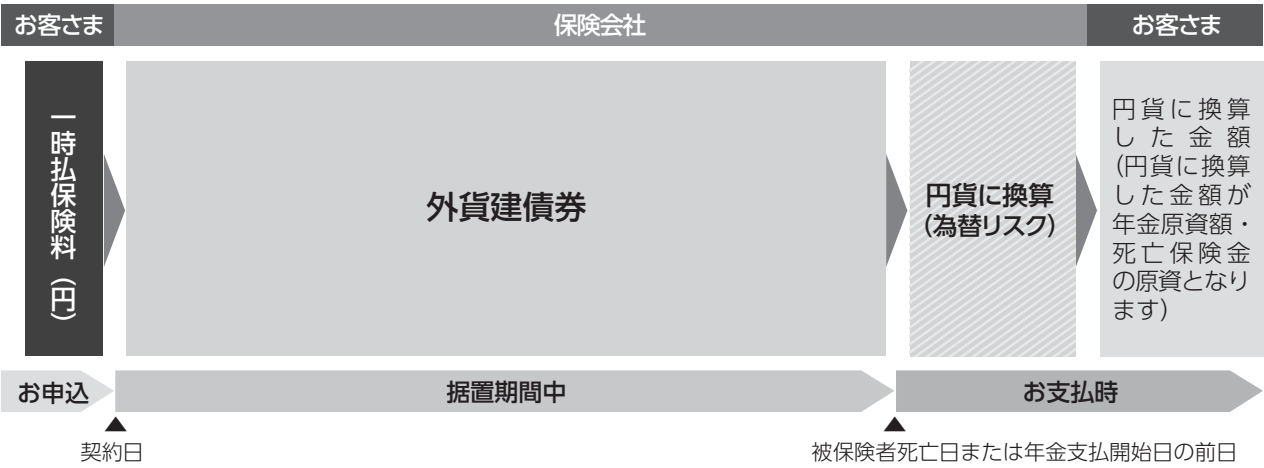 お客さま
保険会社
お客さま
一時払保険料（円）
外貨建債券
円貨に換算
（為替リスク）
円貨に換算
した金額
（円貨に換算
した金額が
年金原資額・
死亡保険金
の原資となり
ます）
お申込
据置期間中
お支払時
契約日
被保険者死亡日または年金支払開始日の前日